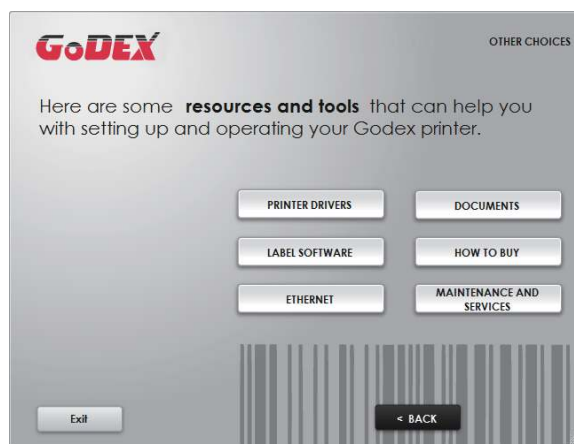 GoDEX
OTHER CHOICES
Here are some resources and tools that can help you
with setting up and operating your Godex printer.
PRINTER DRIVERS
DOCUMENTS
LABEL SOFTWARE
HOW TO BUY
ETHERNET
MAINTENANCE AND
SERVICES
Exit
< BACK